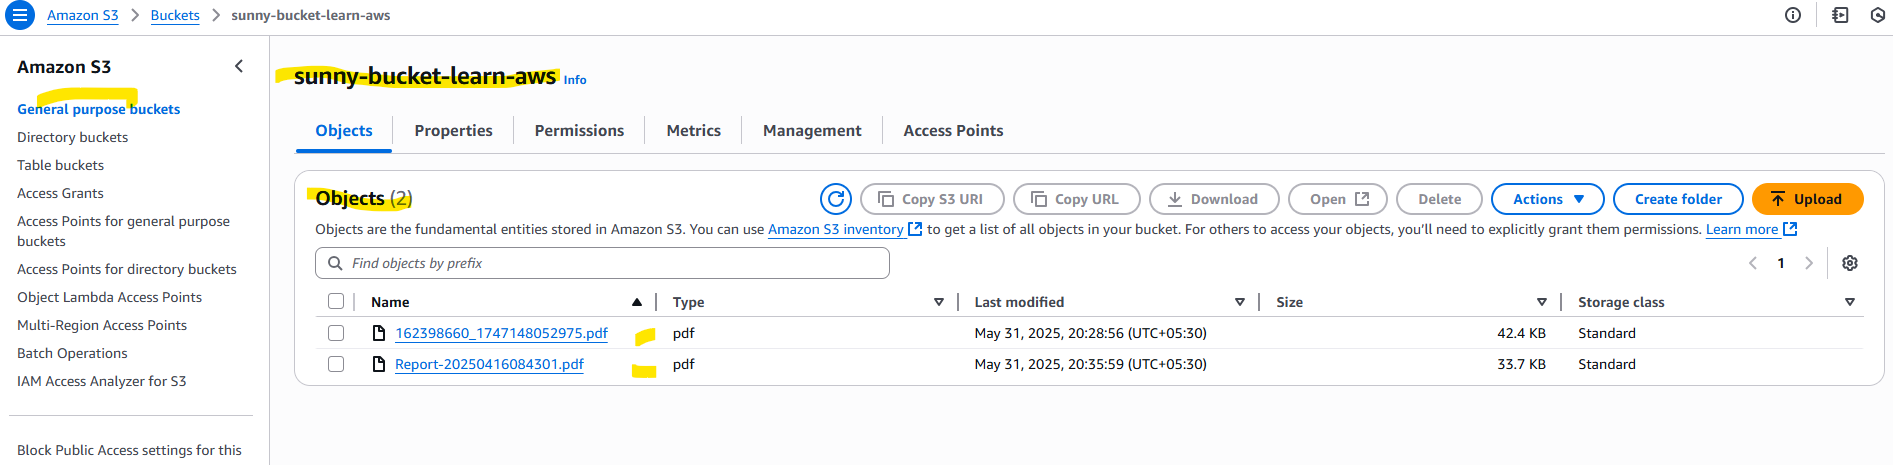 Amazon S3 > Buckets > sunny-bucket-learn-aws
Amazon S3
General purpose buckets
Directory buckets
Table buckets
Access Grants
Access Points for general purpose
buckets
Access Points for directory buckets
Object Lambda Access Points
Multi-Region Access Points
Batch Operations
IAM Access Analyzer for S3
Block Public Access settings for this
sunny-bucket-learn-aws Info
Objects Properties Permissions Metrics Management Access Points
Objects (2) Copy S3 URI Copy URL Download Open Delete Actions Create folder Upload
Objects are the fundamental entities stored in Amazon S3. You can use Amazon S3 inventory to get a list of all objects in your bucket. For others to access your objects, you'll need to explicitly grant them permissions. Learn more
Find objects by prefix 1
Name Type Last modified Size Storage class
162398660_1747148052975.pdf pdf May 31, 2025, 20:28:56 (UTC+05:30) 42.4 KB Standard
Report-20250416084301.pdf pdf May 31, 2025, 20:35:59 (UTC+05:30) 33.7 KB Standard